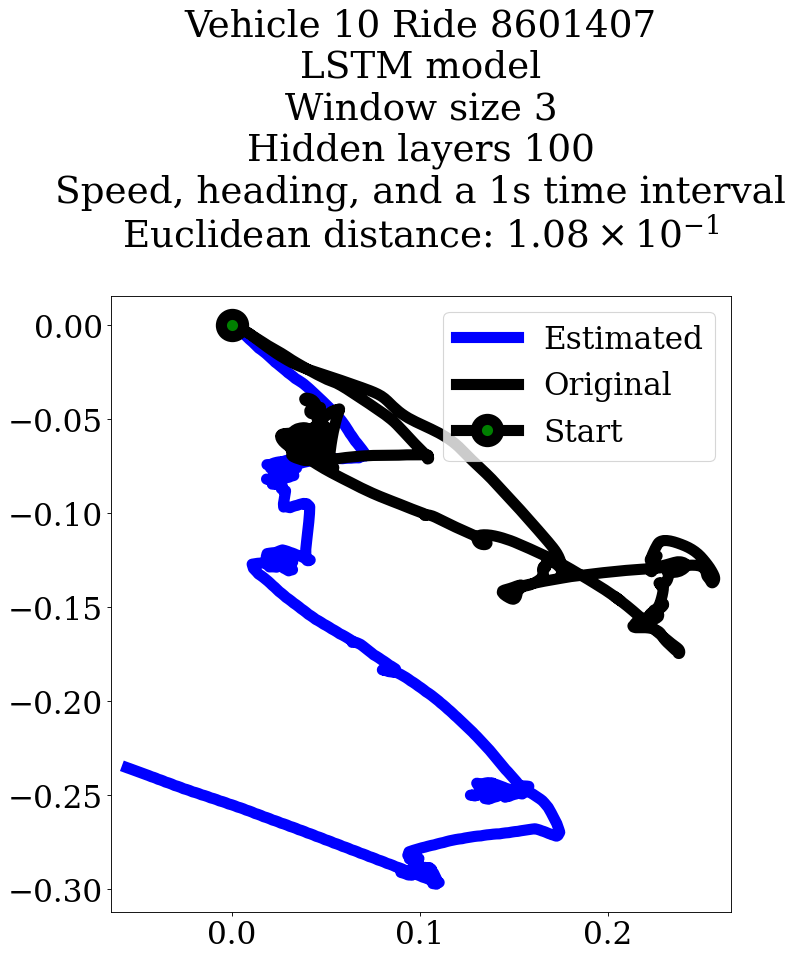 Vehicle 10 Ride 8601407
LSTM model
Window size 3
Hidden layers 100
Speed, heading, and a 1s time interval
Euclidean distance: 1.08 × 10⁻¹
Estimated
Original
Start
0.00
−0.05
−0.10
−0.15
−0.20
−0.25
−0.30
0.0 0.1 0.2